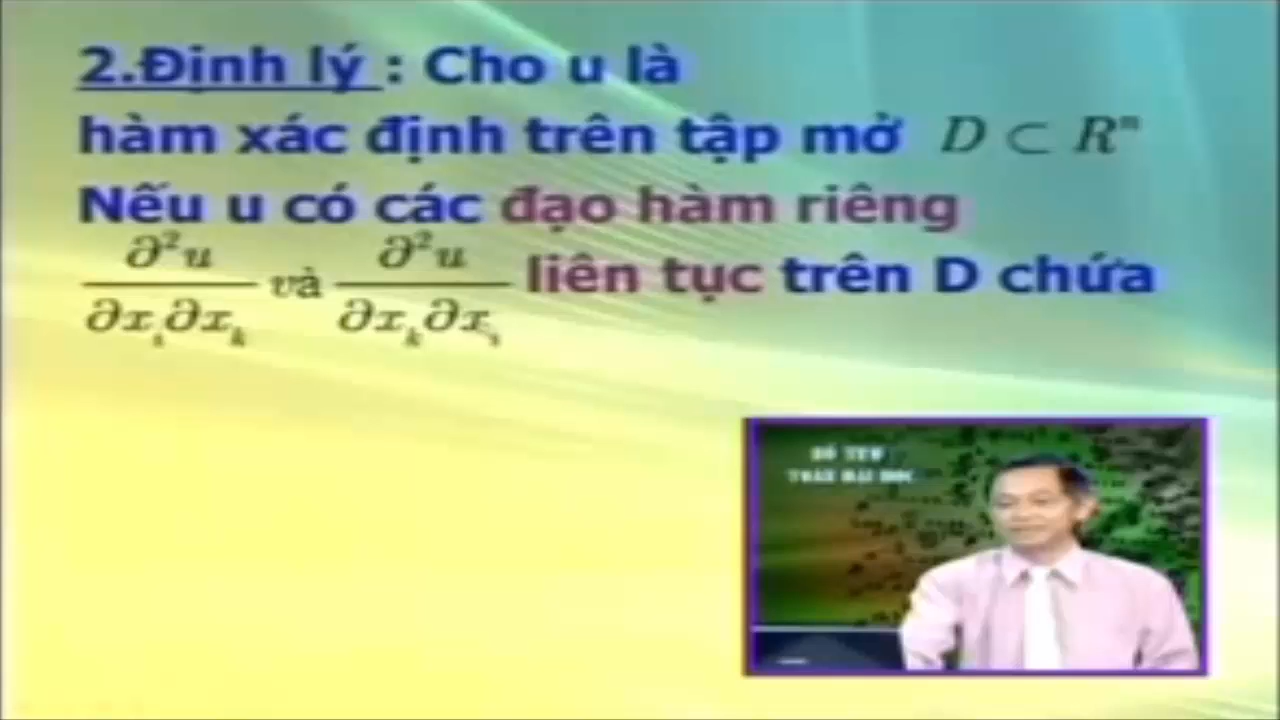 2.Định lý : Cho u là
hàm xác định trên tập mở D ⊂ Rⁿ
Nếu u có các đạo hàm riêng
∂²u/∂xᵢ∂xₖ và ∂²u/∂xₖ∂xᵢ liên tục trên D chứa